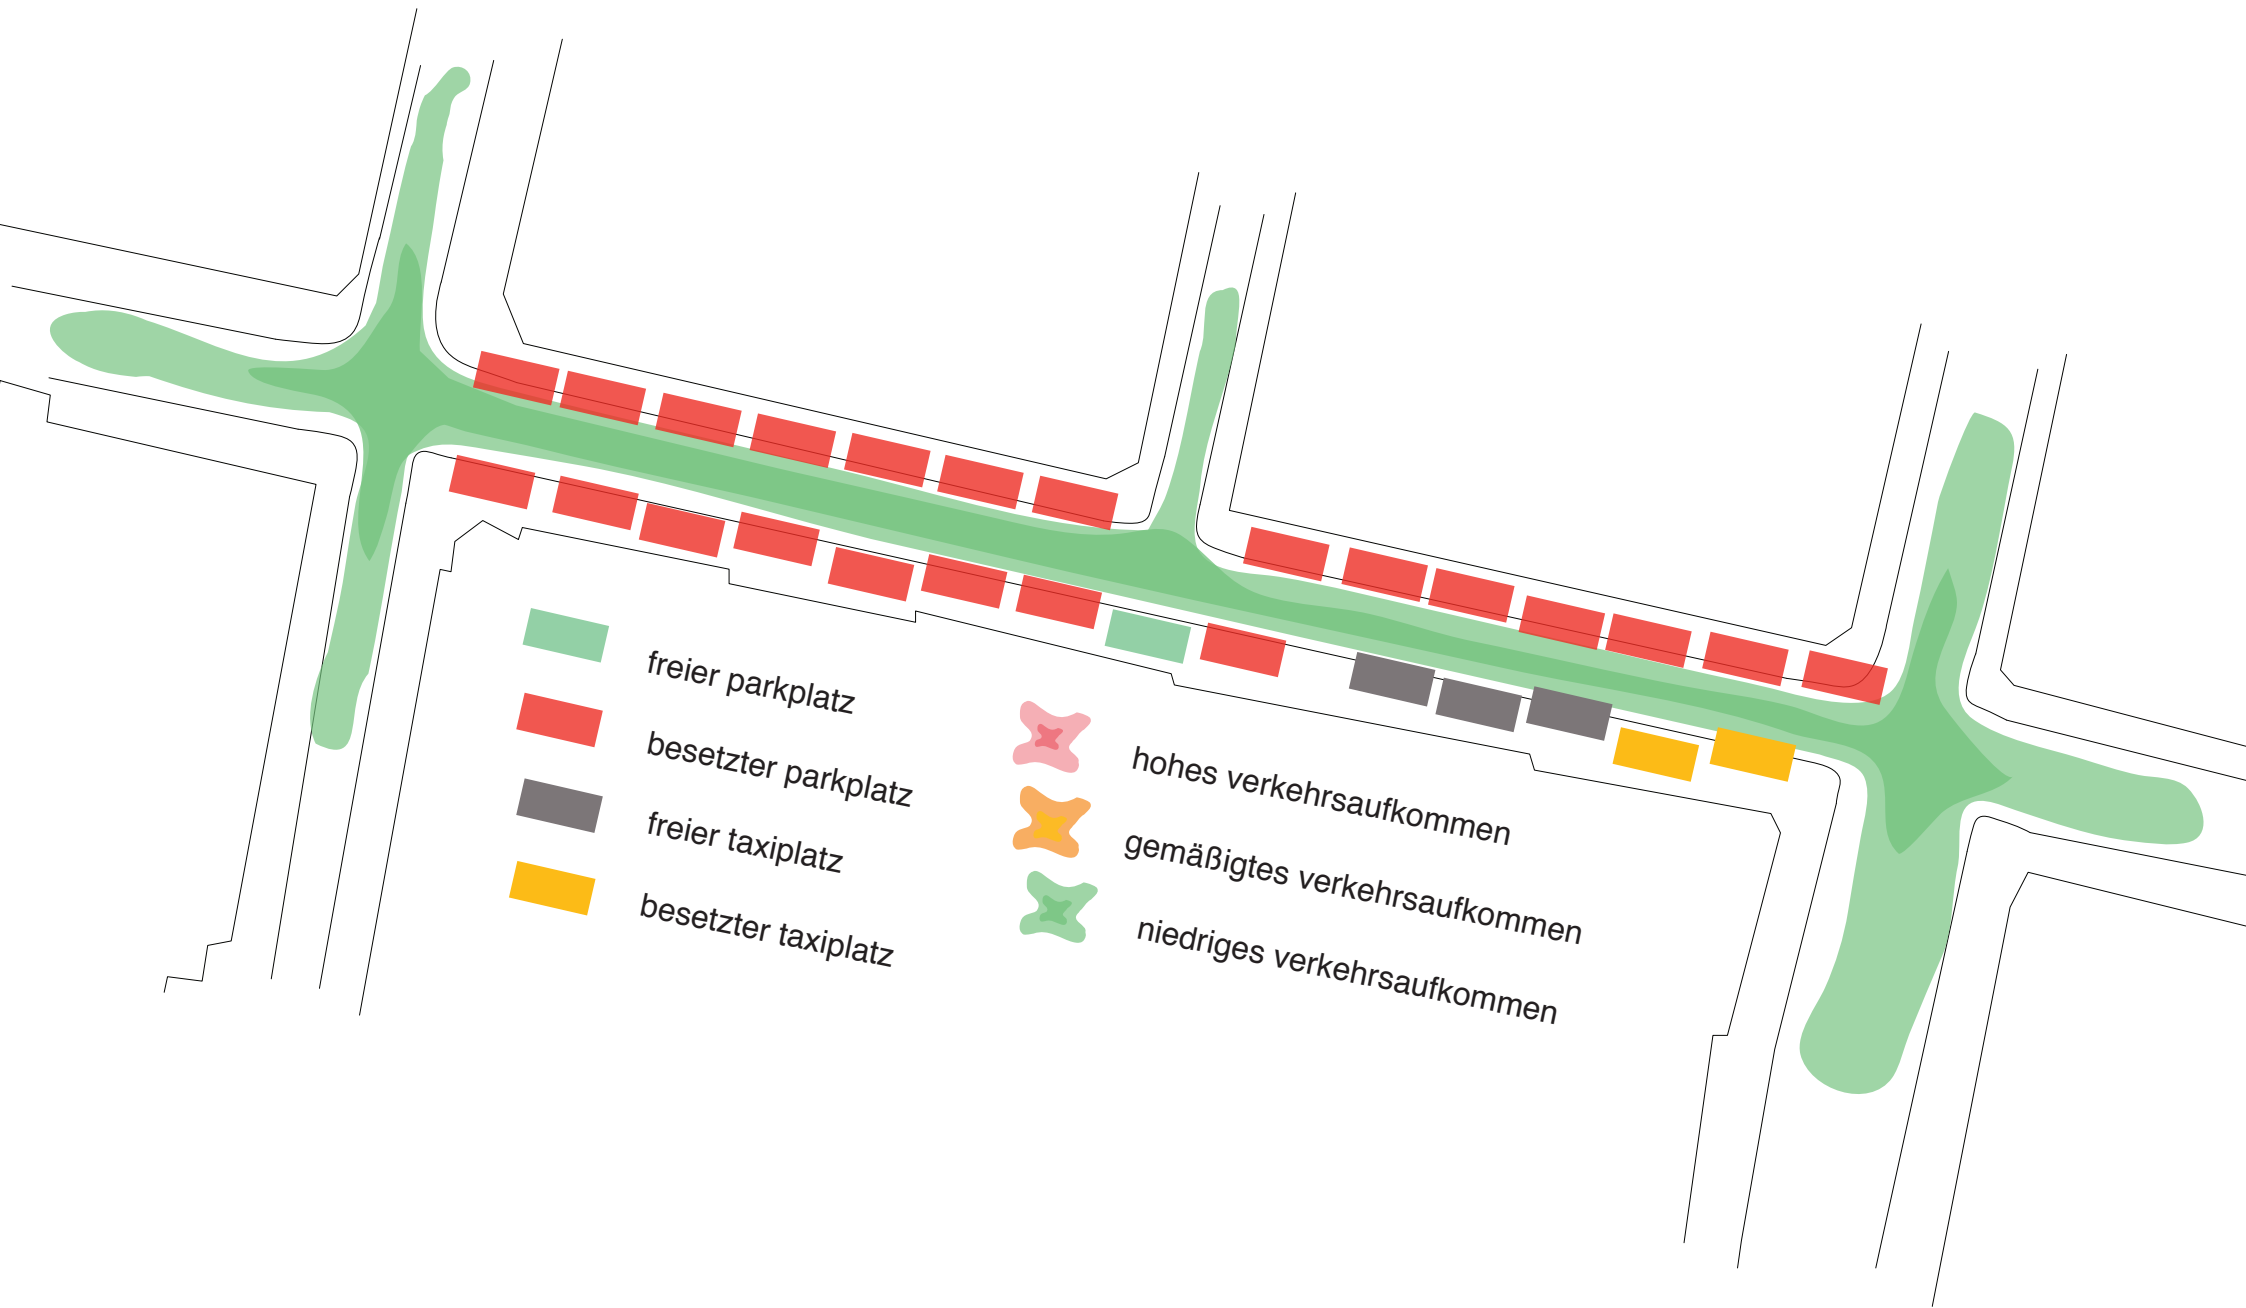 freier parkplatz
besetzter parkplatz
freier taxiplatz
besetzter taxiplatz
hohes verkehrsaufkommen
gemäßigtes verkehrsaufkommen
niedriges verkehrsaufkommen